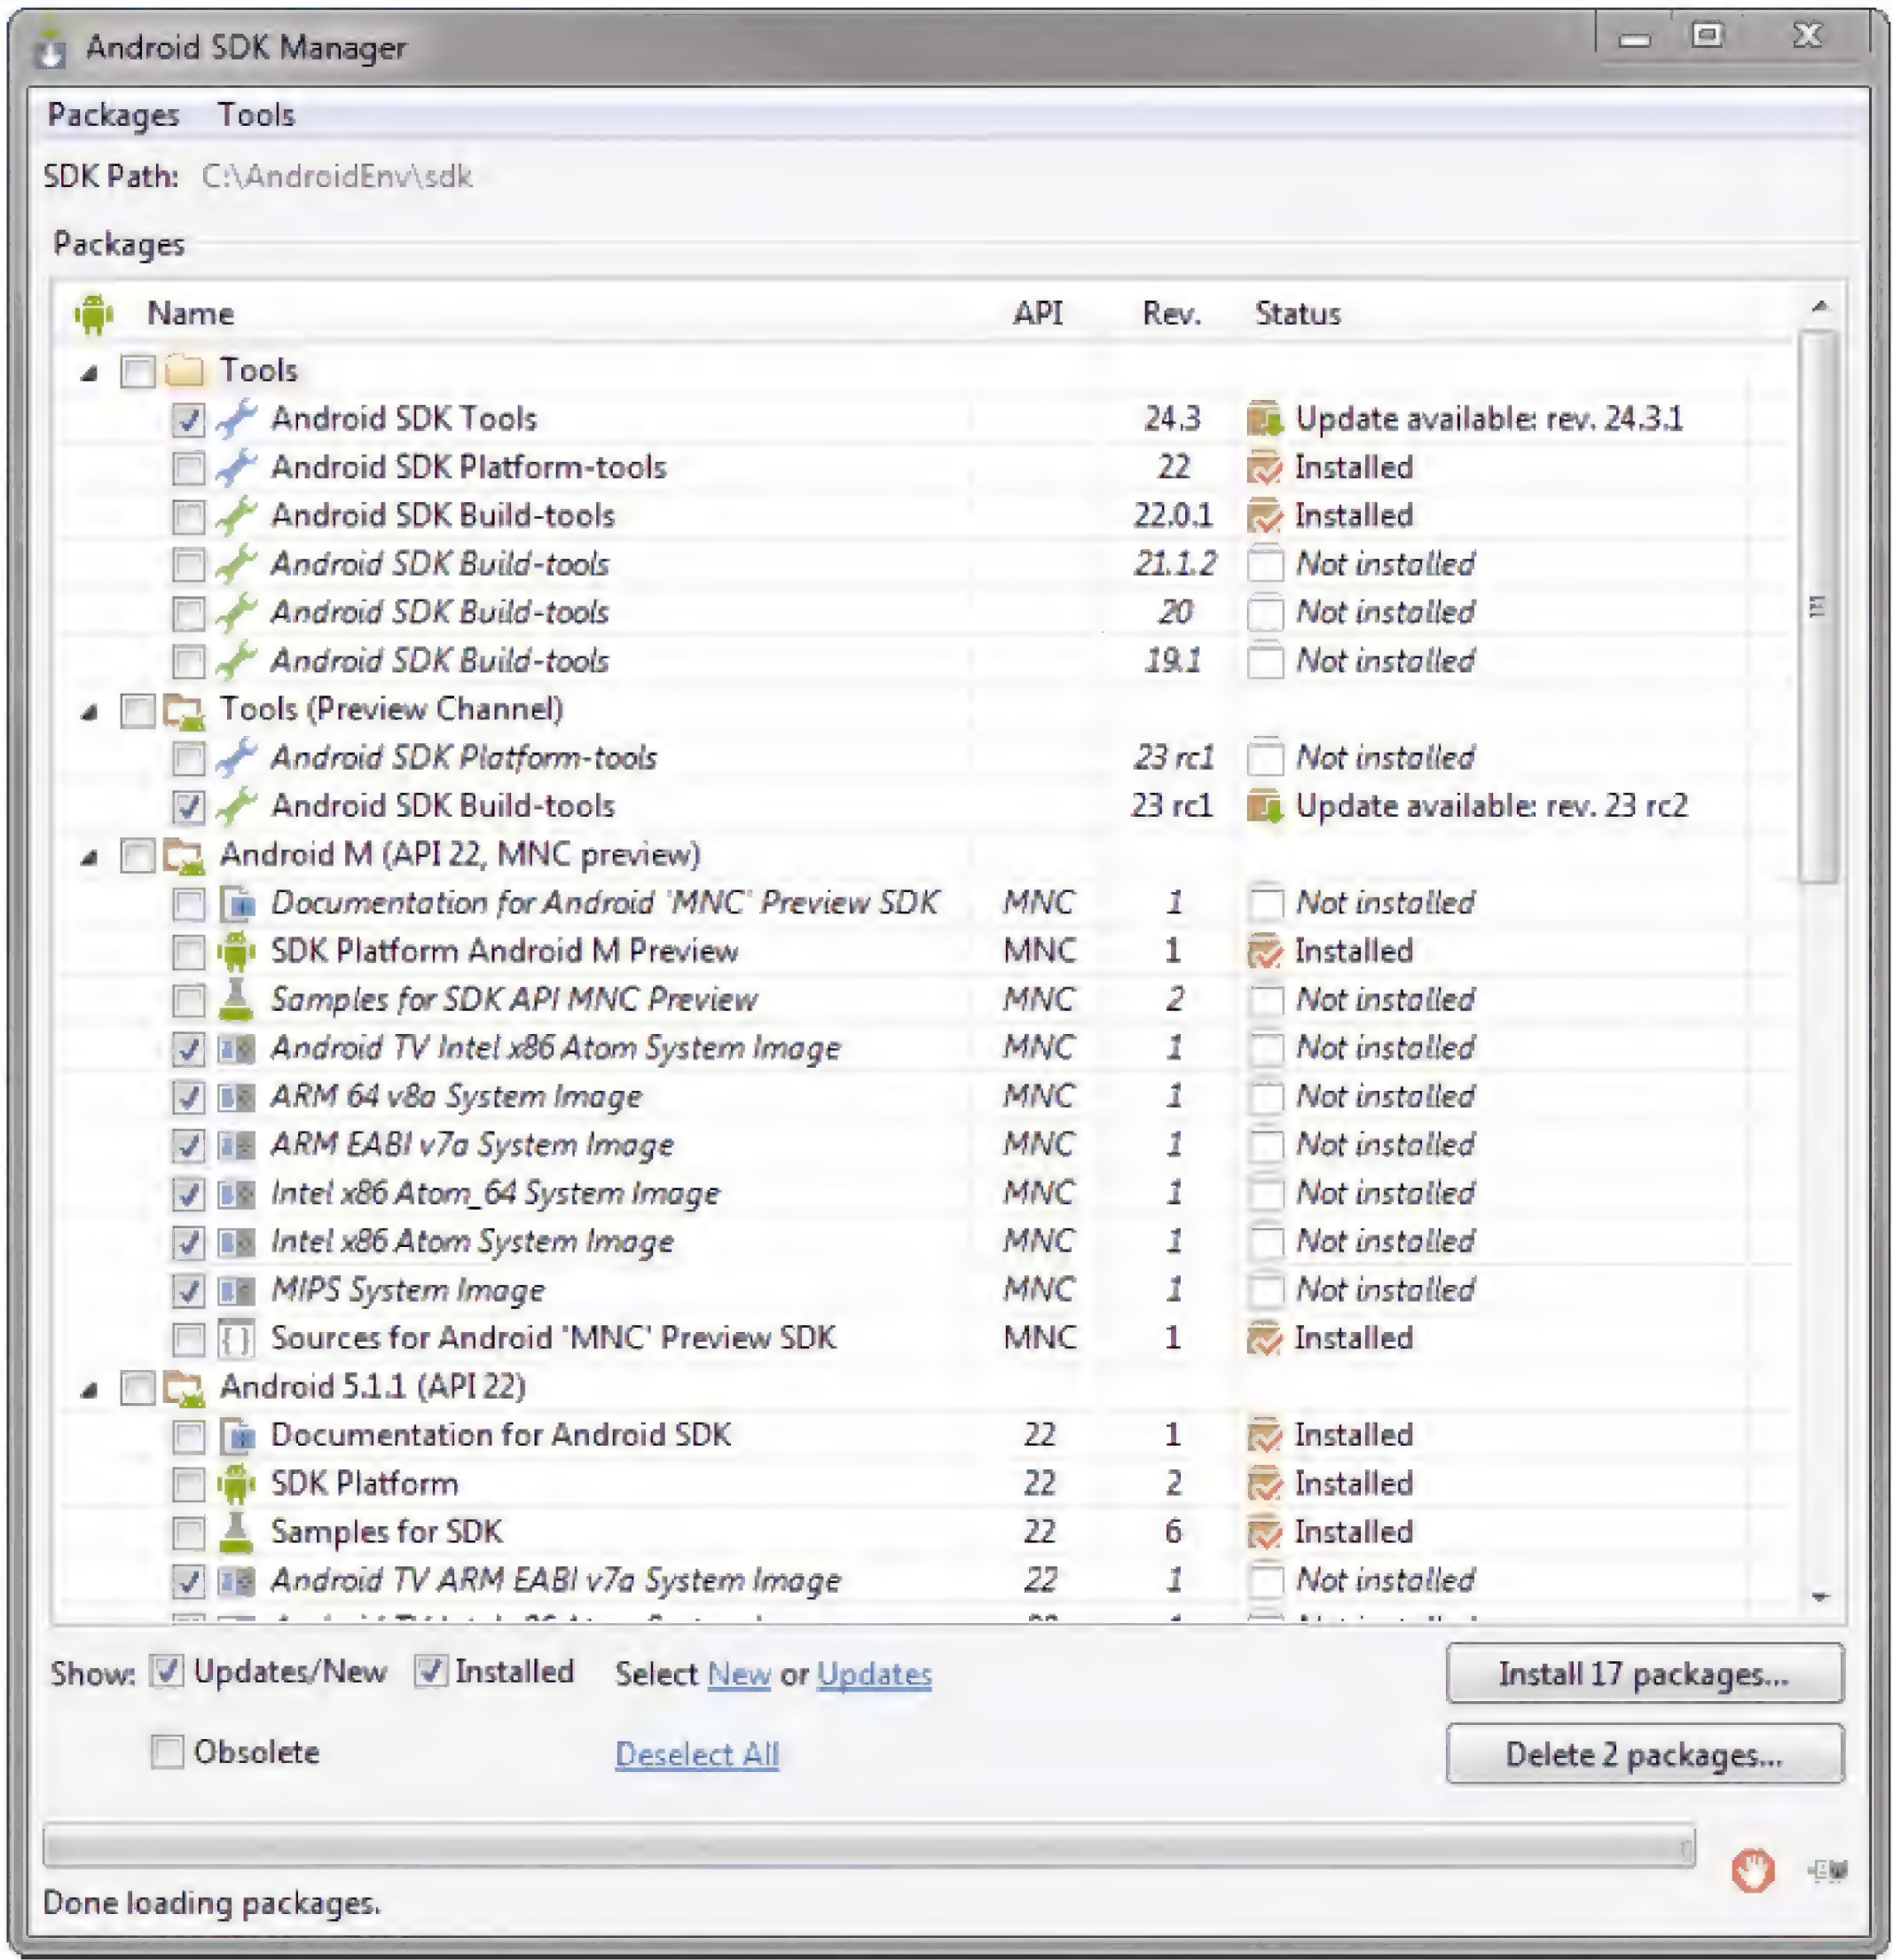 Android SDK Manager
Packages Tools
SDK Path: C:\AndroidEnv\sdk
Packages
Name API Rev. Status
Tools
Android SDK Tools 24.3 Update available: rev. 24.3.1
Android SDK Platform-tools 22 Installed
Android SDK Build-tools 22.0.1 Installed
Android SDK Build-tools 21.1.2 Not installed
Android SDK Build-tools 20 Not installed
Android SDK Build-tools 19.1 Not installed
Tools (Preview Channel)
Android SDK Platform-tools 23 rc1 Not installed
Android SDK Build-tools 23 rc1 Update available: rev. 23 rc2
Android M (API 22, MNC preview)
Documentation for Android 'MNC' Preview SDK MNC 1 Not installed
SDK Platform Android M Preview MNC 1 Installed
Samples for SDK API MNC Preview MNC 2 Not installed
Android TV Intel x86 Atom System Image MNC 1 Not installed
ARM 64 v8a System Image MNC 1 Not installed
ARM EABI v7a System Image MNC 1 Not installed
Intel x86 Atom_64 System Image MNC 1 Not installed
Intel x86 Atom System Image MNC 1 Not installed
MIPS System Image MNC 1 Not installed
Sources for Android 'MNC' Preview SDK MNC 1 Installed
Android 5.1.1 (API 22)
Documentation for Android SDK 22 1 Installed
SDK Platform 22 2 Installed
Samples for SDK 22 6 Installed
Android TV ARM EABI v7a System Image 22 1 Not installed
Show: Updates/New Installed Select New or Updates Install 17 packages...
Obsolete Deselect All Delete 2 packages...
Done loading packages.